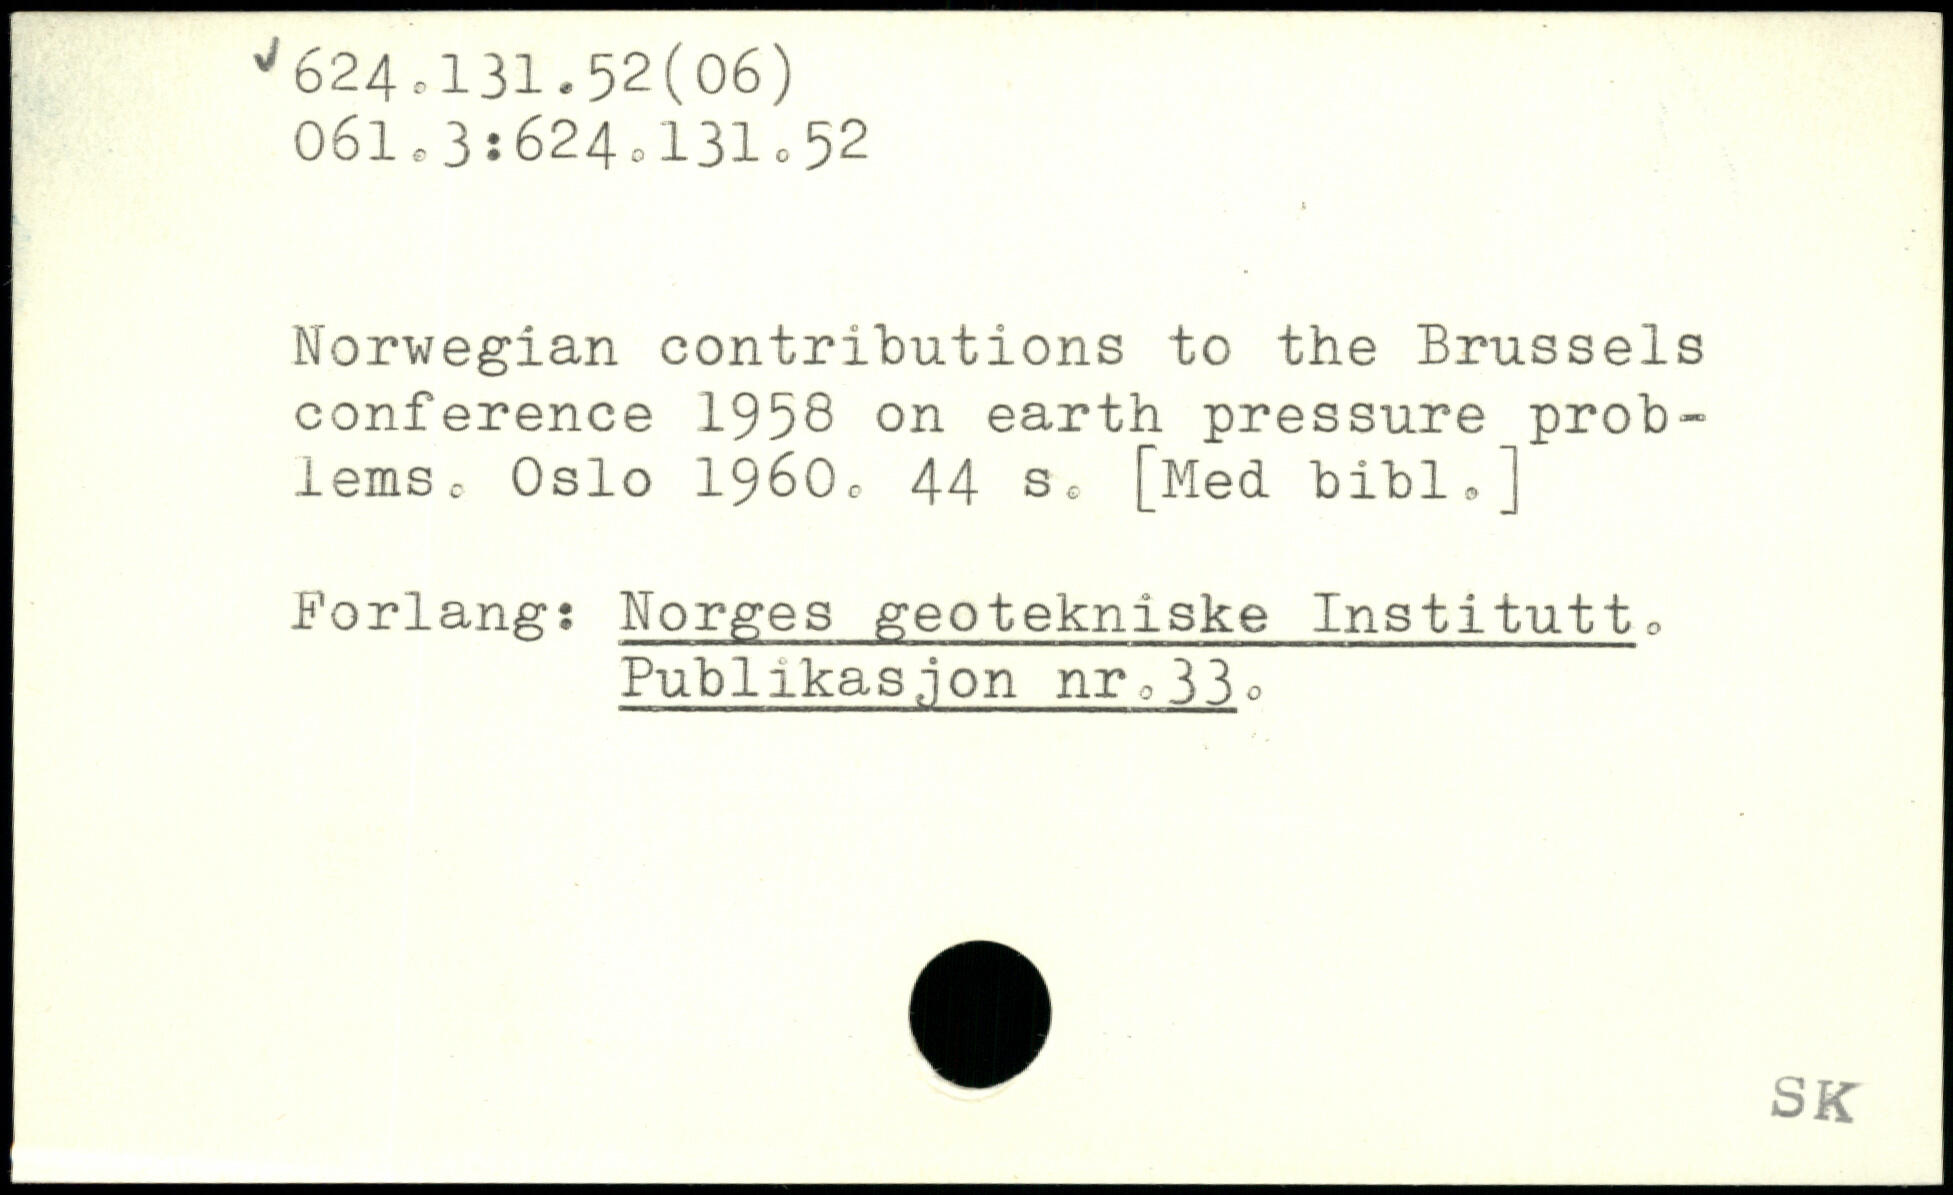 624.131.52(06)
061.3:624.131.52
Norwegian contributions to the Brussels
conference 1958 on earth pressure prob-
lems. Oslo 1960. 44 s. [Med bibl.]
Forlang: Norges geotekniske Institutt.
Publikasjon nr.33.
SK